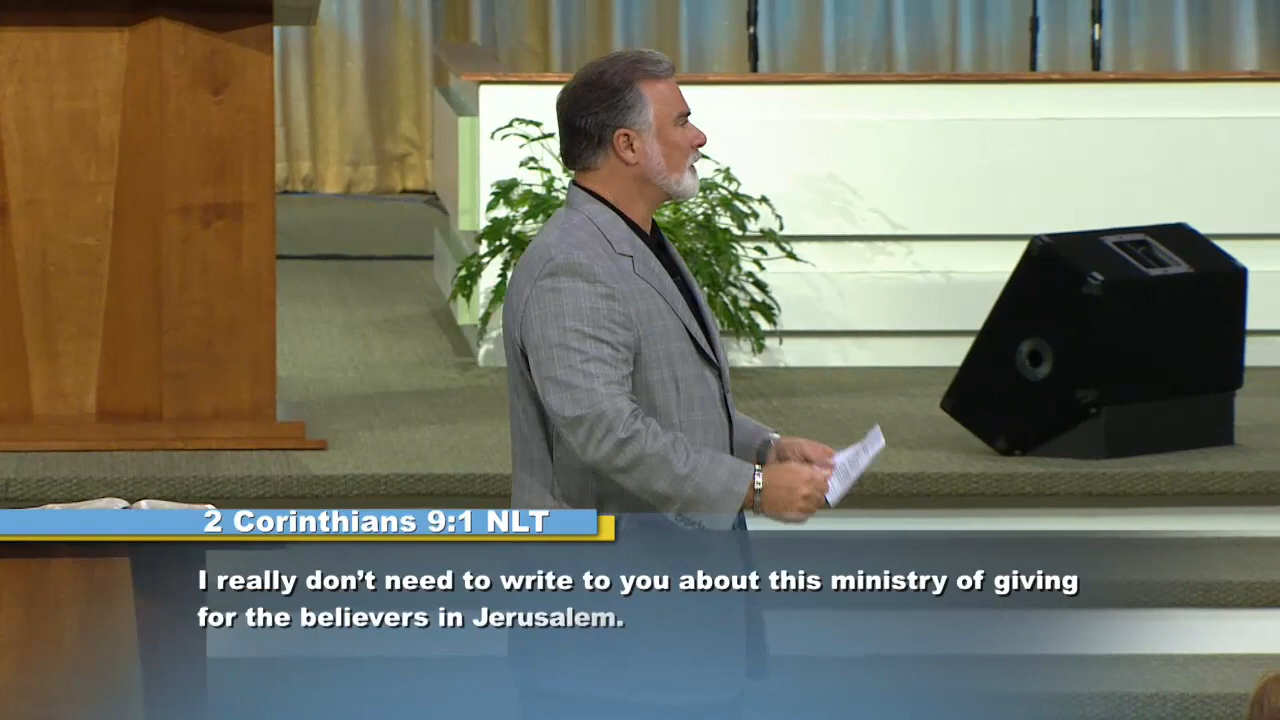 2 Corinthians 9:1 NLT
I really don’t need to write to you about this ministry of giving
for the believers in Jerusalem.